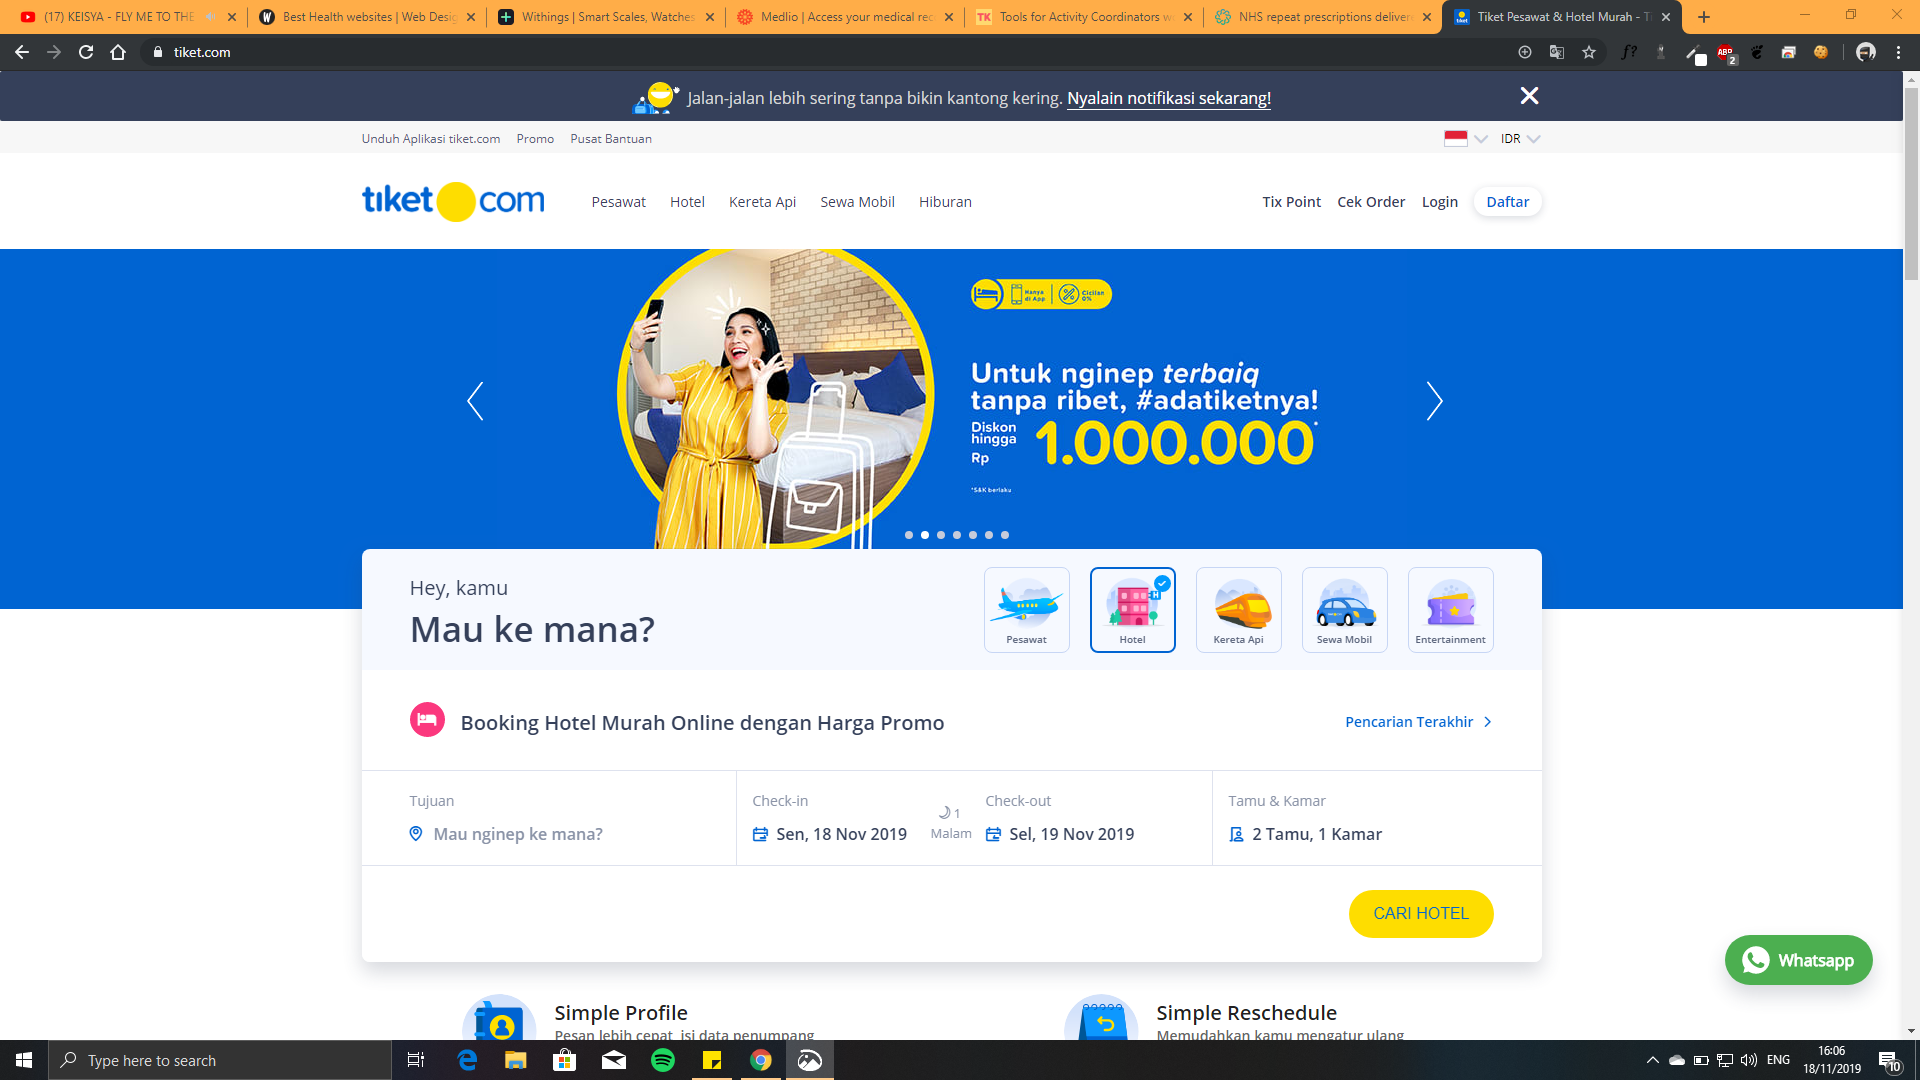 (17) KEISYA - FLY ME TO THE
Best Health websites | Web Desig
Withings | Smart Scales, Watches
Medlio | Access your medical rec
Tools for Activity Coordinators w
NHS repeat prescriptions deliver
Tiket Pesawat & Hotel Murah - Ti
tiket.com
Jalan-jalan lebih sering tanpa bikin kantong kering. Nyalain notifikasi sekarang!
Unduh Aplikasi tiket.com Promo Pusat Bantuan
IDR
tiket com
Pesawat Hotel Kereta Api Sewa Mobil Hiburan
Tix Point Cek Order Login Daftar
Hanya di App
Cicilan 0%
Untuk nginep terbaiq
tanpa ribet, #adatiketnya!
Diskon
hingga
Rp
1.000.000*
*S&K berlaku
Hey, kamu
Mau ke mana?
Pesawat Hotel Kereta Api Sewa Mobil Entertainment
Booking Hotel Murah Online dengan Harga Promo
Pencarian Terakhir
Tujuan
Mau nginep ke mana?
Check-in
Sen, 18 Nov 2019
1
Malam
Check-out
Sel, 19 Nov 2019
Tamu & Kamar
2 Tamu, 1 Kamar
CARI HOTEL
Whatsapp
Simple Profile
Pesan lebih cepat, isi data penumpang
Simple Reschedule
Memudahkan kamu mengatur ulang
Type here to search
ENG
16:06
18/11/2019
10